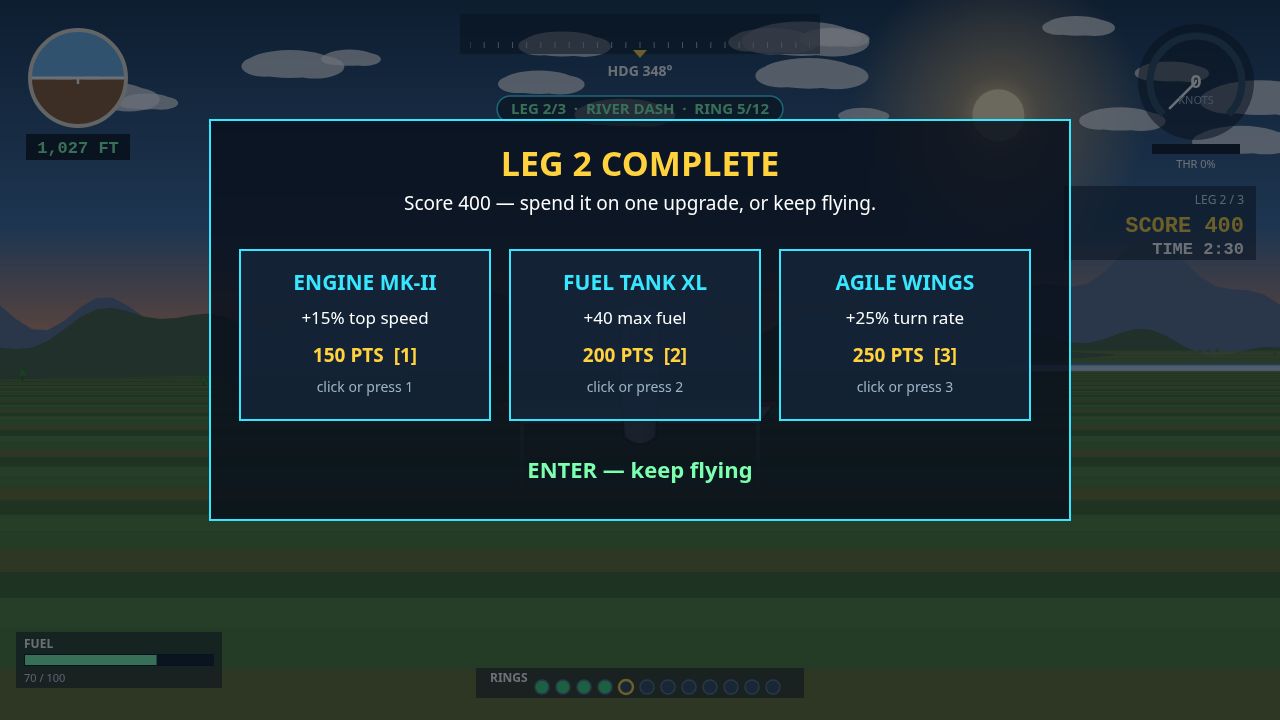 HDG 348°
LEG 2/3 · RIVER DASH · RING 5/12
1,027 FT
0
KNOTS
THR 0%
LEG 2 / 3
SCORE 400
TIME 2:30
LEG 2 COMPLETE
Score 400 — spend it on one upgrade, or keep flying.
ENGINE MK-II
+15% top speed
150 PTS [1]
click or press 1
FUEL TANK XL
+40 max fuel
200 PTS [2]
click or press 2
AGILE WINGS
+25% turn rate
250 PTS [3]
click or press 3
ENTER — keep flying
FUEL
70 / 100
RINGS